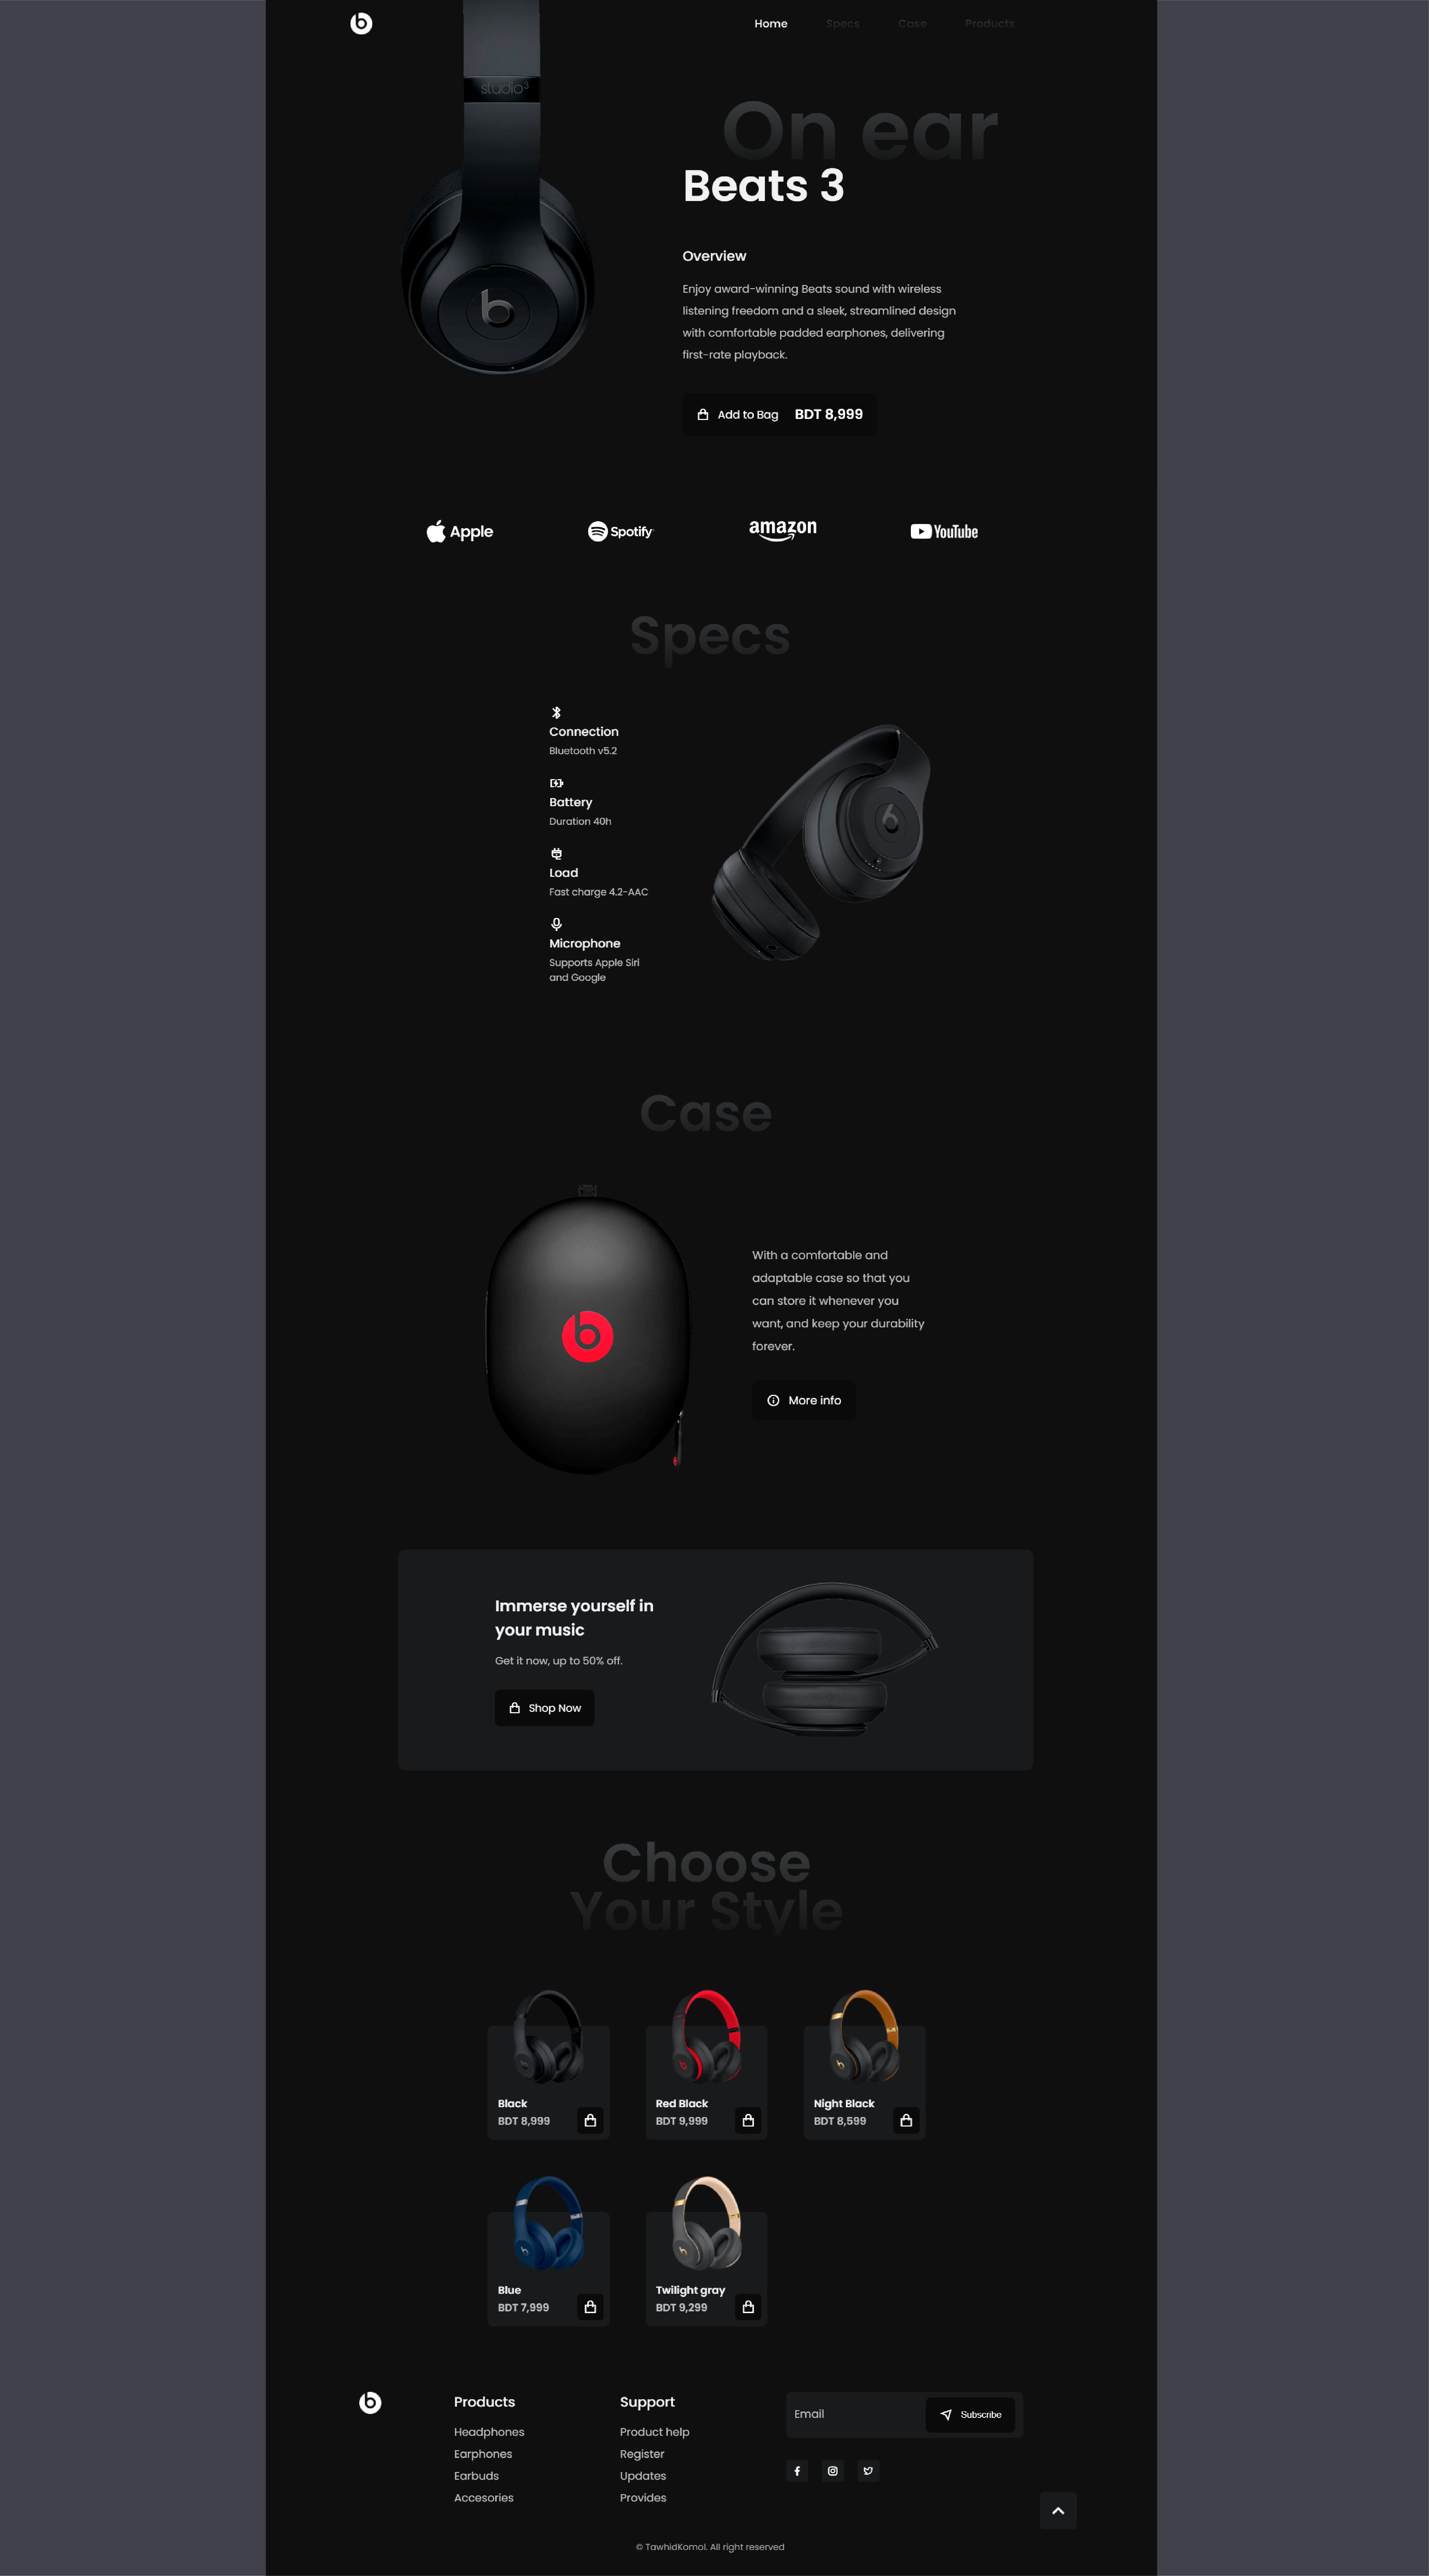 Home Specs Case Products
studio3
On ear
Beats 3
Overview
Enjoy award-winning Beats sound with wireless
listening freedom and a sleek, streamlined design
with comfortable padded earphones, delivering
first-rate playback.
Add to Bag BDT 8,999
Apple Spotify amazon YouTube
Specs
Connection
Bluetooth v5.2
Battery
Duration 40h
Load
Fast charge 4.2-AAC
Microphone
Supports Apple Siri
and Google
Case
With a comfortable and
adaptable case so that you
can store it whenever you
want, and keep your durability
forever.
More info
Immerse yourself in
your music
Get it now, up to 50% off.
Shop Now
Choose
Your Style
Black
BDT 8,999
Red Black
BDT 9,999
Night Black
BDT 8,599
Blue
BDT 7,999
Twilight gray
BDT 9,299
Products
Headphones
Earphones
Earbuds
Accesories
Support
Product help
Register
Updates
Provides
Email Subscribe
© TawhidKomol. All right reserved